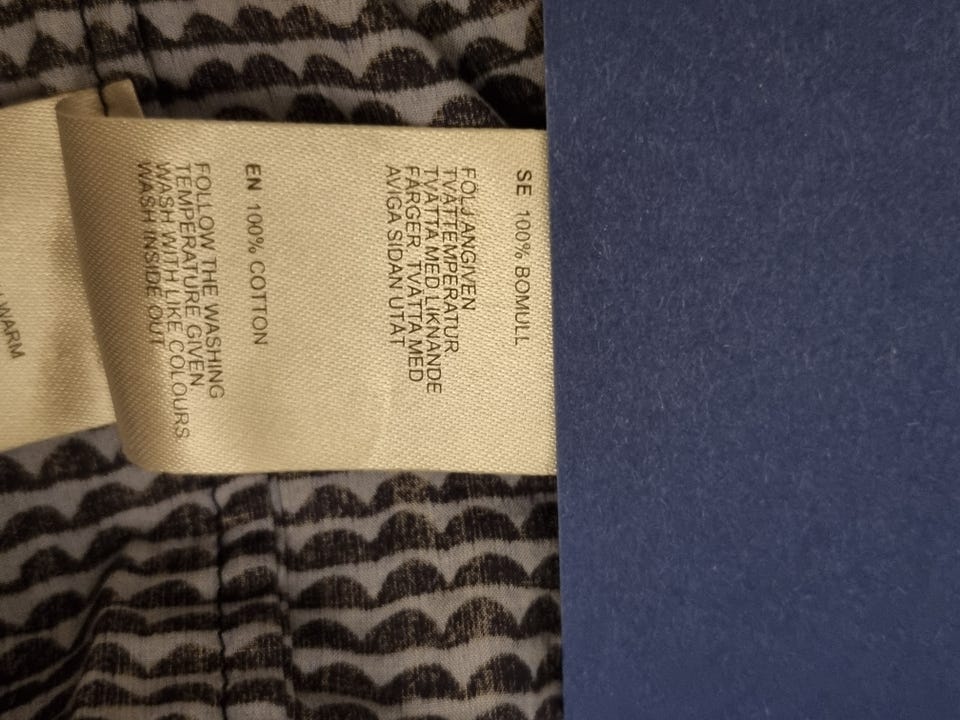 SE 100% BOMULL
FÖLJ ANGIVEN
TVÄTTEMPERATUR
TVÄTTA MED LIKNANDE
FÄRGER TVÄTTA MED
AVIGA SIDAN UTÅT
EN 100% COTTON
FOLLOW THE WASHING
TEMPERATURE GIVEN.
WASH WITH LIKE COLOURS
WASH INSIDE OUT
WARM